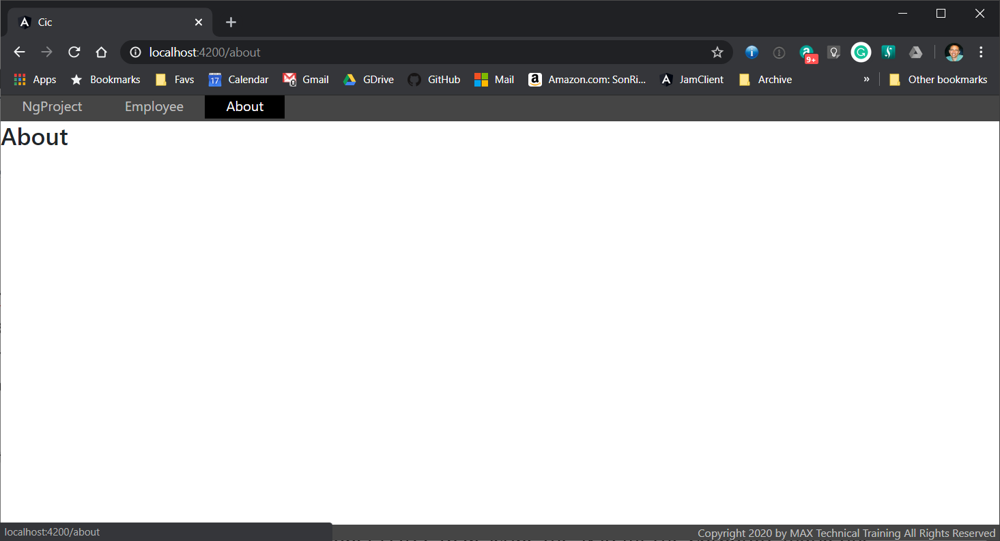 Cic
localhost:4200/about
9+
Apps Bookmarks Favs 17 Calendar Gmail GDrive GitHub Mail a Amazon.com: SonRi... JamClient Archive » Other bookmarks
NgProject Employee About
About
localhost:4200/about
Copyright 2020 by MAX Technical Training All Rights Reserved